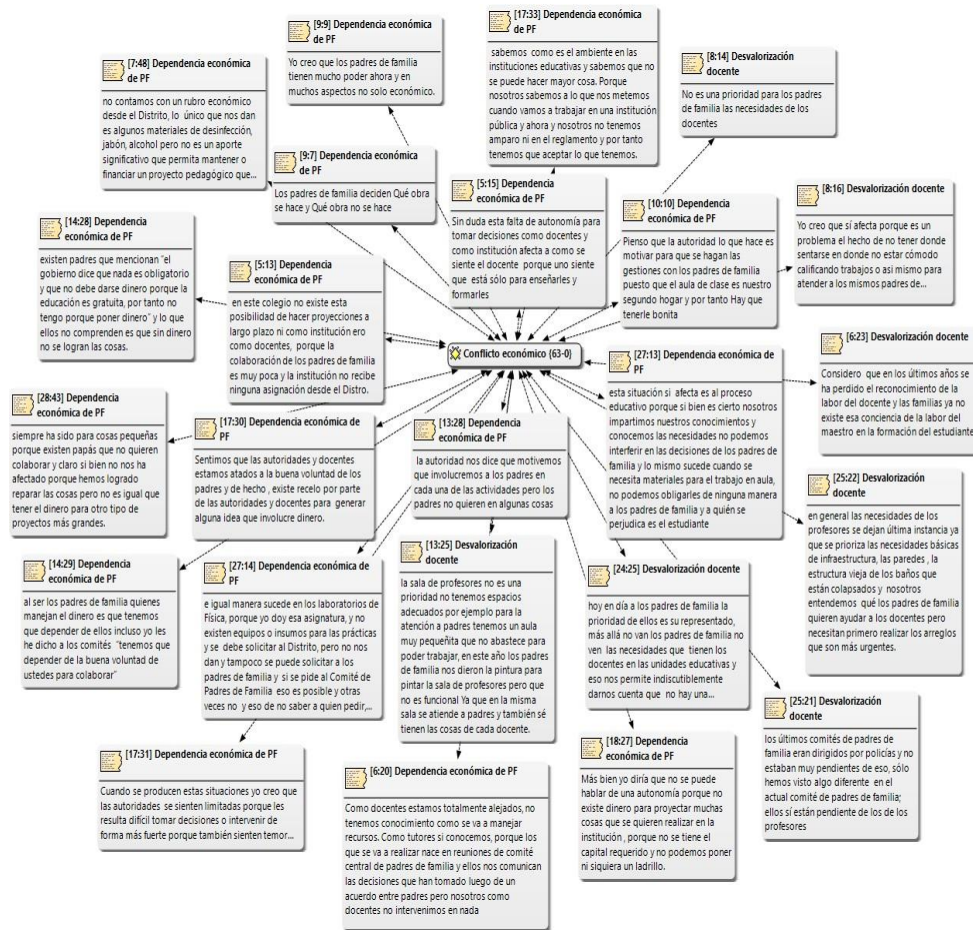 [9:9] Dependencia económica
de PF
Yo creo que los padres de familia
tienen mucho poder ahora y en
muchos aspectos no solo económico.
[17:33] Dependencia económica
de PF
sabemos como es el ambiente en las
instituciones educativas y sabemos que no
se puede hacer mayor cosa. Porque
nosotros sabemos a lo que nos metemos
cuando vamos a trabajar en una institución
pública y ahora y nosotros no tenemos
amparo ni en el reglamento y por tanto
tenemos que aceptar lo que tenemos.
[8:14] Desvalorización
docente
No es una prioridad para los padres
de familia las necesidades de los
docentes
[7:48] Dependencia económica
de PF
no contamos con un rubro económico
desde el Distrito, lo único que nos dan
es algunos materiales de desinfección,
jabón, alcohol pero no es un aporte
significativo que permita mantener o
financiar un proyecto pedagógico que...
[9:7] Dependencia económica
de PF
Los padres de familia deciden Qué obra
se hace y Qué obra no se hace
[5:15] Dependencia
económica de PF
Sin duda esta falta de autonomía para
tomar decisiones como docentes y
como institución afecta a como se
siente el docente porque uno siente
que está sólo para enseñarles y
formarles
[10:10] Dependencia
económica de PF
Pienso que la autoridad lo que hace es
motivar para que se hagan las
gestiones con los padres de familia
puesto que el aula de clase es nuestro
segundo hogar y por tanto Hay que
tenerle bonita
[8:16] Desvalorización docente
Yo creo que sí afecta porque es un
problema el hecho de no tener donde
sentarse en donde no estar cómodo
calificando trabajos o asi mismo para
atender a los mismos padres de...
[14:28] Dependencia
económica de PF
existen padres que mencionan "el
gobierno dice que nada es obligatorio
y que no debe darse dinero porque la
educación es gratuita, por tanto no
tengo porque poner dinero" y lo que
ellos no comprenden es que sin dinero
no se logran las cosas.
[5:13] Dependencia
económica de PF
en este colegio no existe esta
posibilidad de hacer proyecciones a
largo plazo ni como institución ero
como docentes, porque la
colaboración de los padres de familia
es muy poca y la institución no recibe
ninguna asignación desde el Distro.
Conflicto económico (63-0)
[27:13] Dependencia económica de
PF
esta situación si afecta es al proceso
educativo porque si bien es cierto nosotros
impartimos nuestros conocimientos y
conocemos las necesidades no podemos
interferir en las decisiones de los padres de
familia y lo mismo sucede cuando se
necesita materiales para el trabajo en aula,
no podemos obligarles de ninguna manera
a los padres de familia y a quién se
perjudica es el estudiante
[6:23] Desvalorización docente
Considero que en los últimos años se
ha perdido el reconocimiento de la
labor del docente y las familias ya no
existe esa conciencia de la labor del
maestro en la formación del estudiante
[28:43] Dependencia
económica de PF
siempre ha sido para cosas pequeñas
porque existen papás que no quieren
colaborar y claro si bien no nos ha
afectado porque hemos logrado
reparar las cosas pero no es igual que
tener el dinero para otro tipo de
proyectos más grandes.
[17:30] Dependencia económica de
PF
Sentimos que las autoridades y docentes
estamos atados a la buena voluntad de los
padres y de hecho , existe recelo por parte
de las autoridades y docentes para generar
alguna idea que involucre dinero.
[13:28] Dependencia
económica de PF
la autoridad nos dice que motivemos
que involucremos a los padres en
cada una de las actividades pero los
padres no quieren en algunas cosas
[25:22] Desvalorización
docente
en general las necesidades de los
profesores se dejan última instancia ya
que se prioriza las necesidades básicas
de infraestructura, las paredes , la
estructura vieja de los baños que
están colapsados y nosotros
entendemos qué los padres de familia
quieren ayudar a los docentes pero
necesitan primero realizar los arreglos
que son más urgentes.
[14:29] Dependencia
económica de PF
al ser los padres de familia quienes
manejan el dinero es que tenemos
que depender de ellos incluso yo les
he dicho a los comités "tenemos que
depender de la buena voluntad de
ustedes para colaborar"
[27:14] Dependencia económica de
PF
e igual manera sucede en los laboratorios de
Física, porque yo doy esa asignatura, y no
existen equipos o insumos para las prácticas
y se debe solicitar al Distrito, pero no nos
dan y tampoco se puede solicitar a los
padres de familia y si se pide al Comité de
Padres de Familia eso es posible y otras
veces no y eso de no saber a quien pedir,...
[13:25] Desvalorización
docente
la sala de profesores no es una
prioridad no tenemos espacios
adecuados por ejemplo para la
atención a padres tenemos un aula
muy pequeñita que no abastece para
poder trabajar, en este año los padres
de familia nos dieron la pintura para
pintar la sala de profesores pero que
no es funcional Ya que en la misma
sala se atiende a padres y también sé
tienen las cosas de cada docente.
[24:25] Desvalorización docente
hoy en día a los padres de familia la
prioridad de ellos es su representado,
más allá no van los padres de familia no
ven las necesidades que tienen los
docentes en las unidades educativas y
eso nos permite indiscutiblemente
darnos cuenta que no hay una...
[25:21] Desvalorización
docente
los últimos comités de padres de
familia eran dirigidos por policías y no
estaban muy pendientes de eso, sólo
hemos visto algo diferente en el
actual comité de padres de familia;
ellos sí están pendiente de los de los
profesores
[17:31] Dependencia económica de
PF
Cuando se producen estas situaciones yo creo que
las autoridades se sienten limitadas porque les
resulta difícil tomar decisiones o intervenir de
forma más fuerte porque también sienten temor...
[6:20] Dependencia económica de PF
Como docentes estamos totalmente alejados, no
tenemos conocimiento como se va a manejar
recursos. Como tutores si conocemos, porque los
que se va a realizar nace en reuniones de comité
central de padres de familia y ellos nos comunican
las decisiones que han tomado luego de un
acuerdo entre padres pero nosotros como
docentes no intervenimos en nada
[18:27] Dependencia
económica de PF
Más bien yo diría que no se puede
hablar de una autonomía porque no
existe dinero para proyectar muchas
cosas que se quieren realizar en la
institución , porque no se tiene el
capital requerido y no podemos poner
ni siquiera un ladrillo.